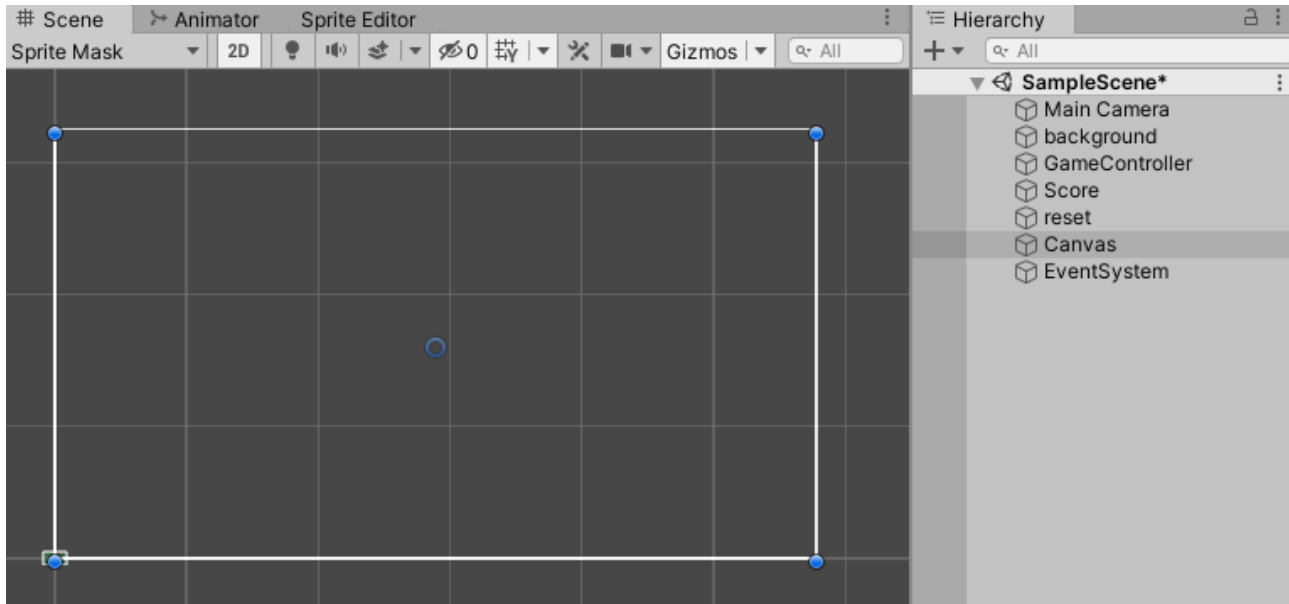 Scene Animator Sprite Editor
Sprite Mask 2D 0 Gizmos All
Hierarchy
All
SampleScene*
Main Camera
background
GameController
Score
reset
Canvas
EventSystem